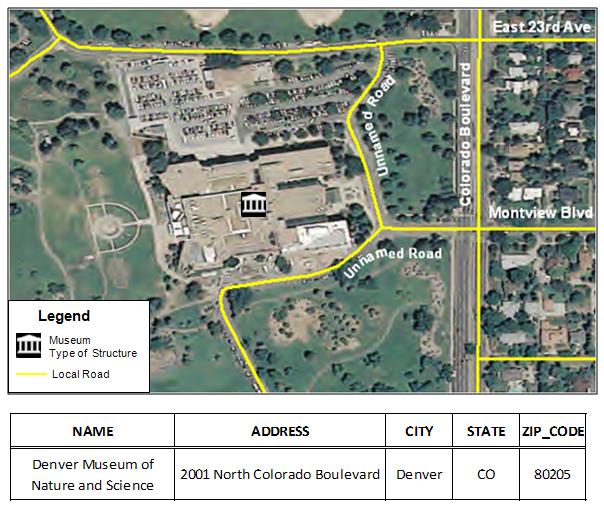 East 23rd Ave
Unnamed Road
Colorado Boulevard
Montview Blvd
Unnamed Road
Legend
Museum
Type of Structure
Local Road
NAME ADDRESS CITY STATE ZIP_CODE
Denver Museum of
Nature and Science
2001 North Colorado Boulevard Denver CO 80205